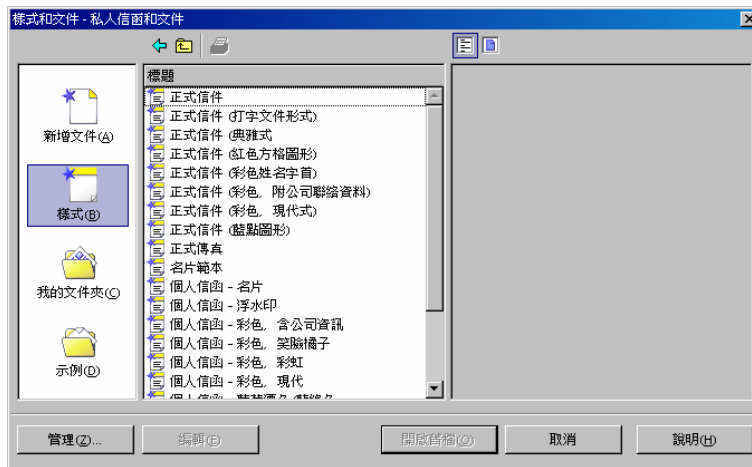 樣式和文件 - 私人信函和文件
標題
新增文件(A)
樣式(B)
我的文件夾(C)
示例(D)
正式信件
正式信件 (打字文件形式)
正式信件 (典雅式
正式信件 (紅色方格圖形)
正式信件 (彩色姓名字首)
正式信件 (彩色, 附公司聯絡資料)
正式信件 (彩色, 現代式)
正式信件 (藍點圖形)
正式傳真
名片範本
個人信函 - 名片
個人信函 - 浮水印
個人信函 - 彩色, 含公司資訊
個人信函 - 彩色, 笑臉橘子
個人信函 - 彩色, 彩虹
個人信函 - 彩色, 現代
管理(Z)...
編輯(E)
開啟舊檔(O)
取消
說明(H)